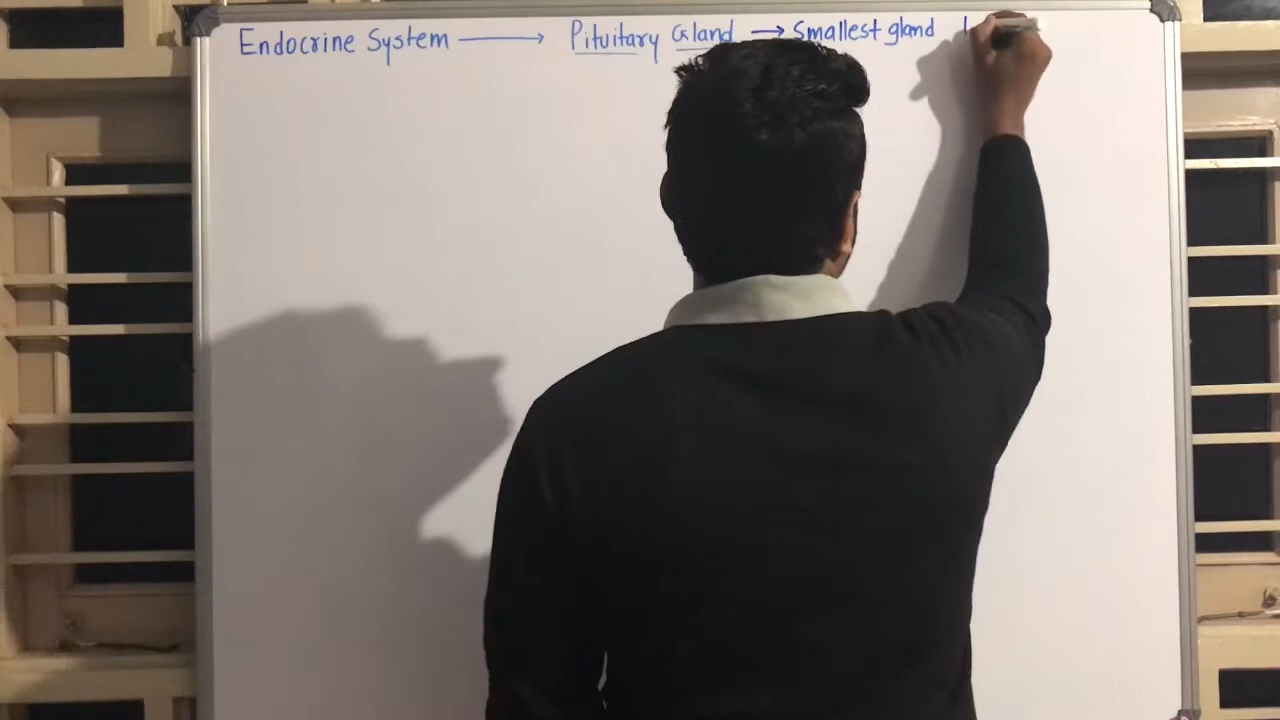 Endocrine System ⟶ Pituitary Gland → Smallest gland